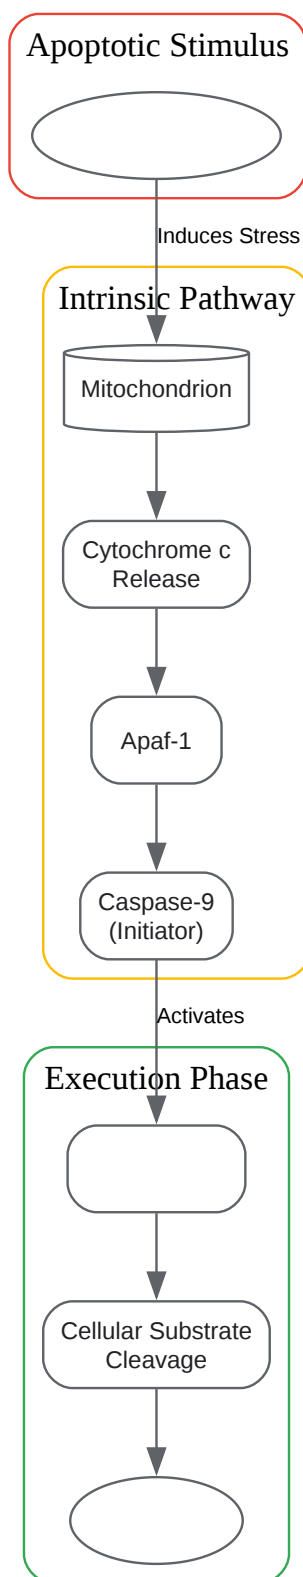 Apoptotic Stimulus
Induces Stress
Intrinsic Pathway
Mitochondrion
Cytochrome c
Release
Apaf-1
Caspase-9
(Initiator)
Activates
Execution Phase
Cellular Substrate
Cleavage